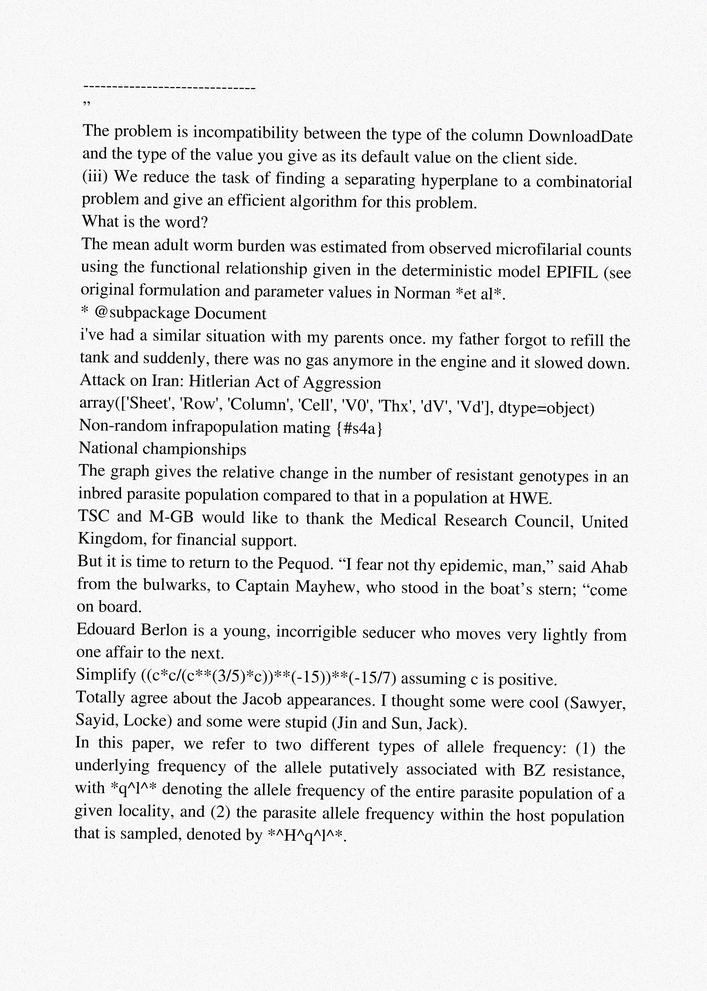 ------------------------------
”
The problem is incompatibility between the type of the column DownloadDate
and the type of the value you give as its default value on the client side.
(iii) We reduce the task of finding a separating hyperplane to a combinatorial
problem and give an efficient algorithm for this problem.
What is the word?
The mean adult worm burden was estimated from observed microfilarial counts
using the functional relationship given in the deterministic model EPIFIL (see
original formulation and parameter values in Norman *et al*.
* @subpackage Document
i've had a similar situation with my parents once. my father forgot to refill the
tank and suddenly, there was no gas anymore in the engine and it slowed down.
Attack on Iran: Hitlerian Act of Aggression
array(['Sheet', 'Row', 'Column', 'Cell', 'V0', 'Thx', 'dV', 'Vd'], dtype=object)
Non-random infrapopulation mating {#s4a}
National championships
The graph gives the relative change in the number of resistant genotypes in an
inbred parasite population compared to that in a population at HWE.
TSC and M-GB would like to thank the Medical Research Council, United
Kingdom, for financial support.
But it is time to return to the Pequod. “I fear not thy epidemic, man,” said Ahab
from the bulwarks, to Captain Mayhew, who stood in the boat’s stern; “come
on board.
Edouard Berlon is a young, incorrigible seducer who moves very lightly from
one affair to the next.
Simplify ((c*c/(c**(3/5)*c))**(-15))**(-15/7) assuming c is positive.
Totally agree about the Jacob appearances. I thought some were cool (Sawyer,
Sayid, Locke) and some were stupid (Jin and Sun, Jack).
In this paper, we refer to two different types of allele frequency: (1) the
underlying frequency of the allele putatively associated with BZ resistance,
with *q^l^* denoting the allele frequency of the entire parasite population of a
given locality, and (2) the parasite allele frequency within the host population
that is sampled, denoted by *^H^q^l^*.